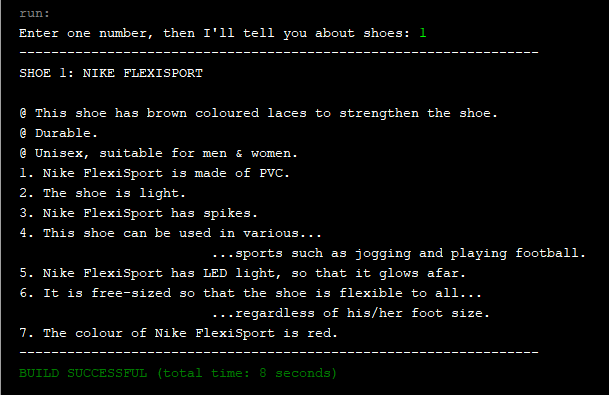 run:
Enter one number, then I'll tell you about shoes: 1
-----------------------------------------------------------------
SHOE 1: NIKE FLEXISPORT
@ This shoe has brown coloured laces to strengthen the shoe.
@ Durable.
@ Unisex, suitable for men & women.
1. Nike FlexiSport is made of PVC.
2. The shoe is light.
3. Nike FlexiSport has spikes.
4. This shoe can be used in various...
...sports such as jogging and playing football.
5. Nike FlexiSport has LED light, so that it glows afar.
6. It is free-sized so that the shoe is flexible to all...
...regardless of his/her foot size.
7. The colour of Nike FlexiSport is red.
-----------------------------------------------------------------
BUILD SUCCESSFUL (total time: 8 seconds)